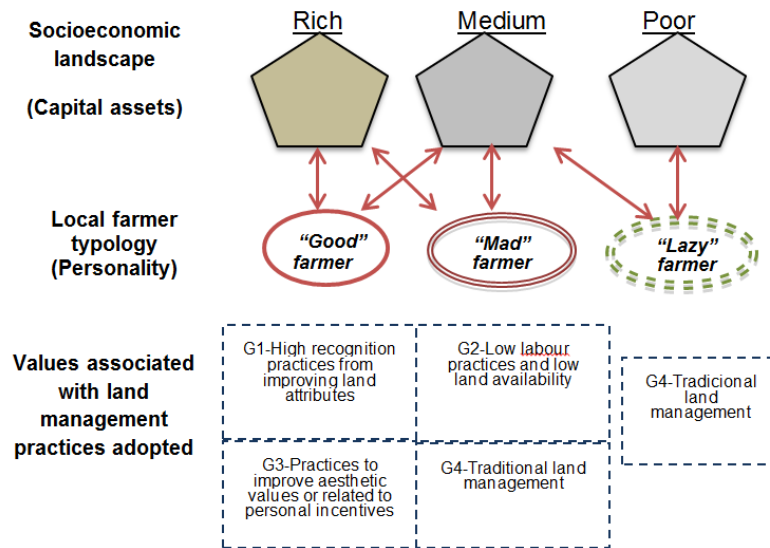 Socioeconomic
landscape
(Capital assets)
Rich
Medium
Poor
Local farmer
typology
(Personality)
“Good”
farmer
“Mad”
farmer
“Lazy”
farmer
Values associated
with land
management
practices adopted
G1-High recognition
practices from
improving land
attributes
G2-Low labour
practices and low
land availability
G4-Tradicional
land
management
G3-Practices to
improve aesthetic
values or related to
personal incentives
G4-Traditional land
management